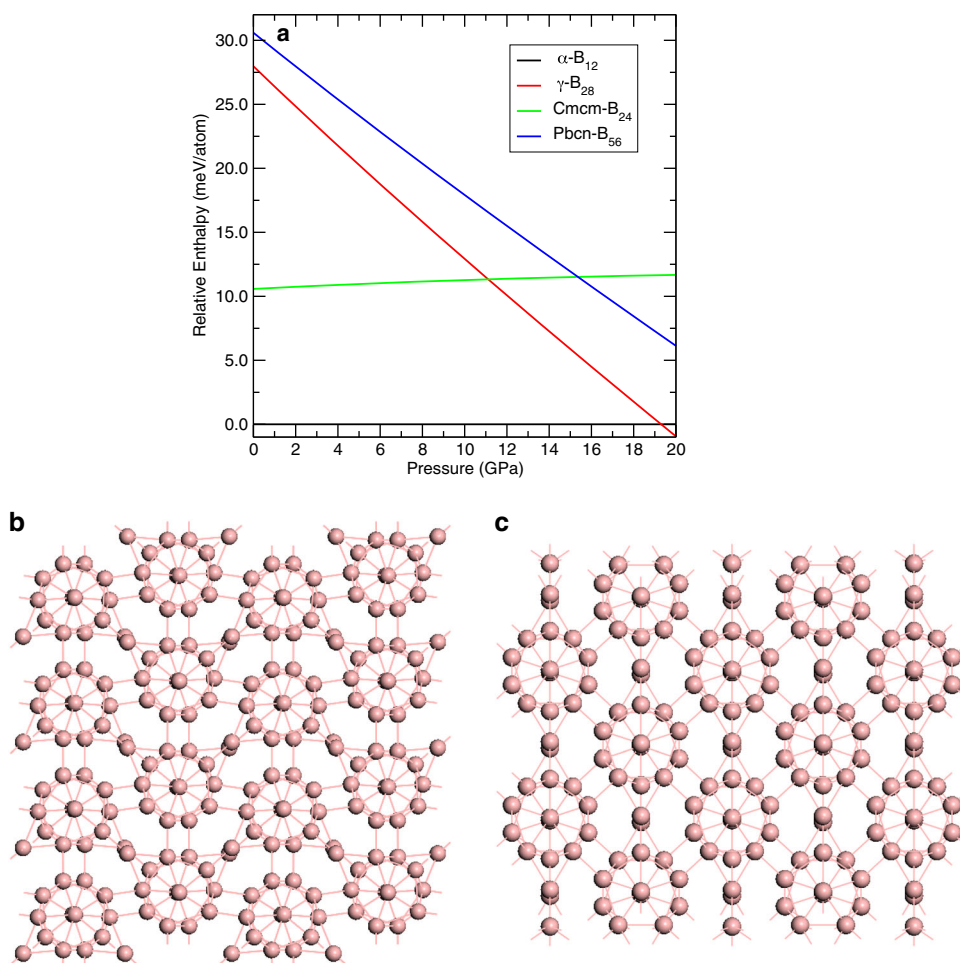 a
30.0
25.0
20.0
15.0
10.0
5.0
0.0
Relative Enthalpy (meV/atom)
α-B12
γ-B28
Cmcm-B24
Pbcn-B56
0 2 4 6 8 10 12 14 16 18 20
Pressure (GPa)
b
c